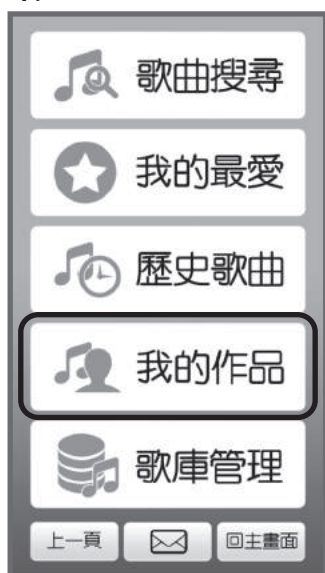 歌曲搜尋
我的最愛
歷史歌曲
我的作品
歌庫管理
上一頁
回主畫面